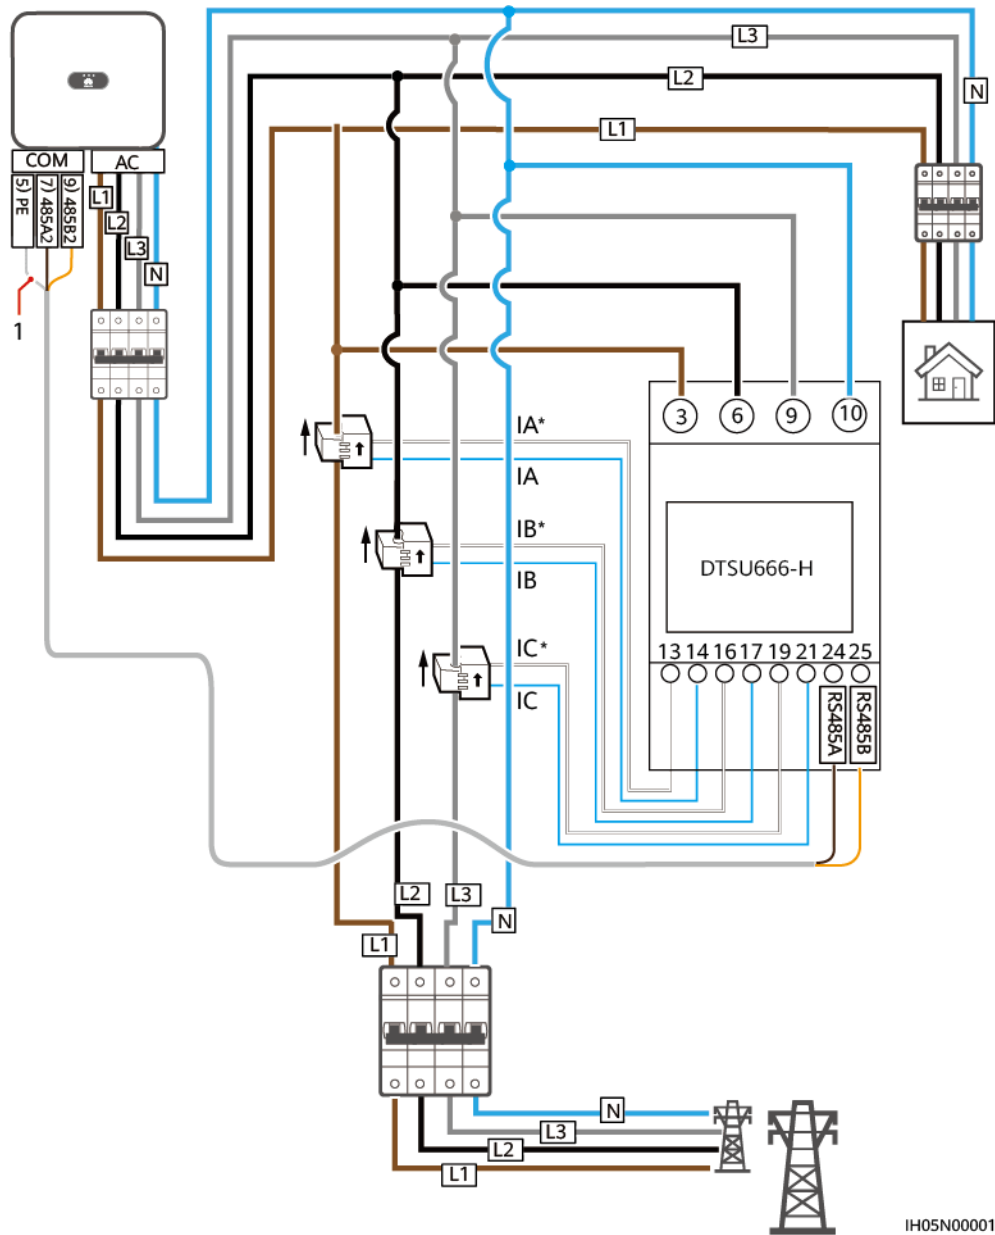 L3
L2
N
L1
COM
AC
5) PE
7) 485A2
9) 485B2
L1
L2
L3
N
1
3
6
9
10
IA*
IA
IB*
IB
DTSU666-H
IC*
IC
13 14 16 17 19 21 24 25
RS485A
RS485B
L2
L3
N
L1
N
L3
L2
L1
IH05N00001